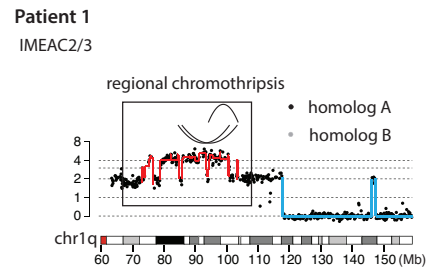 Patient 1
IMEAC2/3
regional chromothripsis
homolog A
homolog B
8
4
2
1
0
chr1q
60 70 80 90 100 110 120 130 140 150 (Mb)